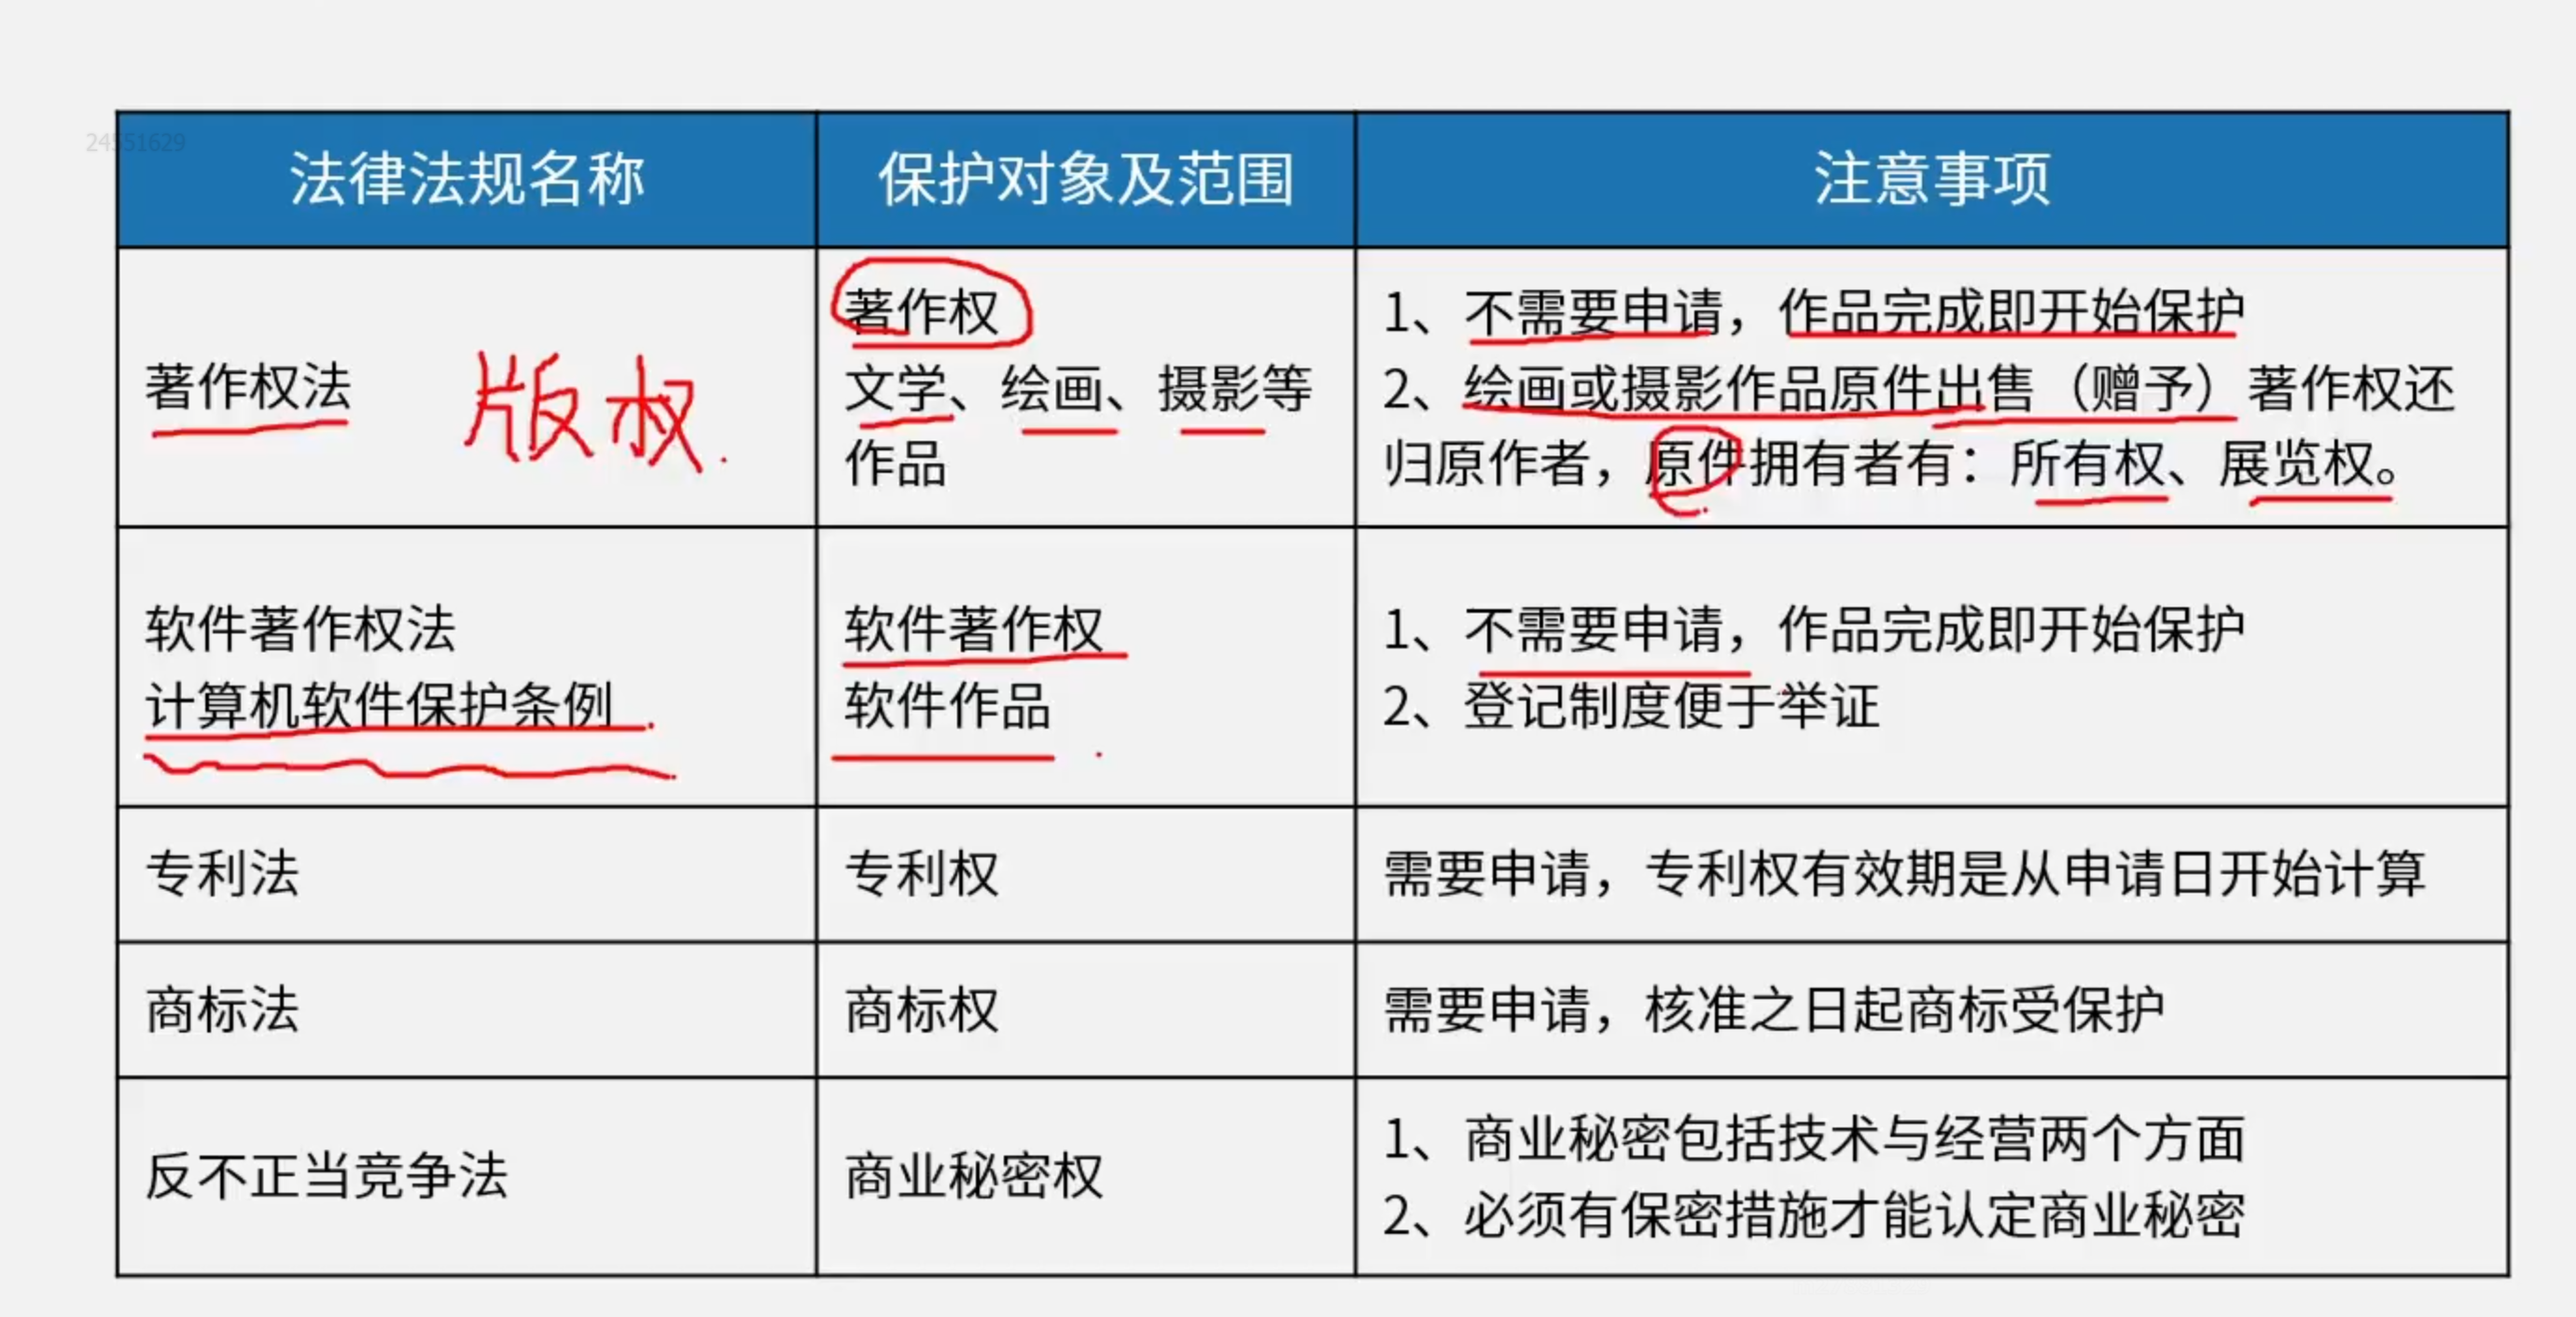 24551629
法律法规名称
保护对象及范围
注意事项
著作权法
版权.
著作权
文学、绘画、摄影等
作品
1、不需要申请，作品完成即开始保护
2、绘画或摄影作品原件出售（赠予）著作权还
归原作者，原件拥有者有：所有权、展览权。
软件著作权法
计算机软件保护条例
软件著作权
软件作品
1、不需要申请，作品完成即开始保护
2、登记制度便于举证
专利法
专利权
需要申请，专利权有效期是从申请日开始计算
商标法
商标权
需要申请，核准之日起商标受保护
反不正当竞争法
商业秘密权
1、商业秘密包括技术与经营两个方面
2、必须有保密措施才能认定商业秘密